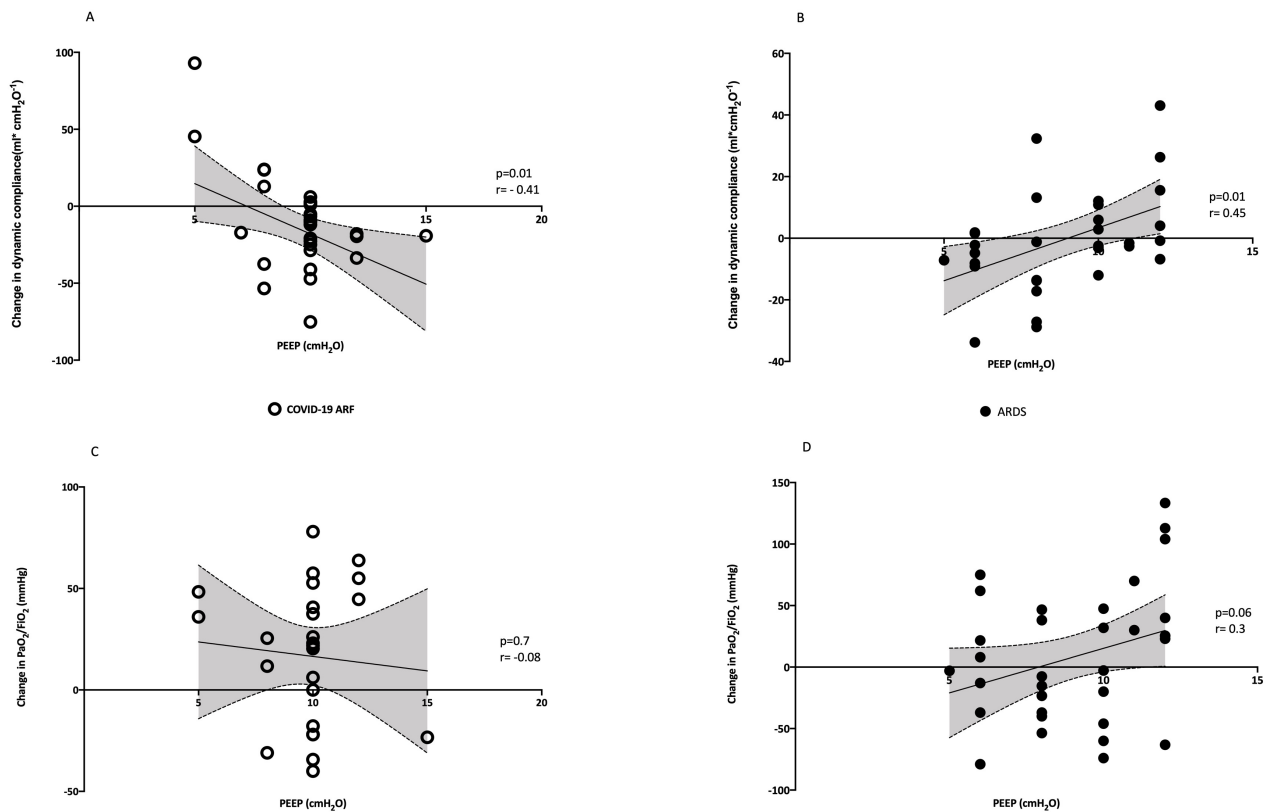 A
Change in dynamic compliance(ml* cmH₂O⁻¹)
100
50
0
-50
-100
5
10
15
20
p=0.01
r= - 0.41
PEEP (cmH₂O)
COVID-19 ARF
B
Change in dynamic compliance (ml*cmH₂O⁻¹)
60
40
20
0
-20
-40
5
10
15
p=0.01
r= 0.45
PEEP (cmH₂O)
ARDS
C
Change in PaO₂/FiO₂ (mmHg)
100
50
0
-50
5
10
15
20
p=0.7
r= -0.08
PEEP (cmH₂O)
D
Change in PaO₂/FiO₂ (mmHg)
150
100
50
0
-50
-100
5
10
15
p=0.06
r= 0.3
PEEP (cmH₂O)